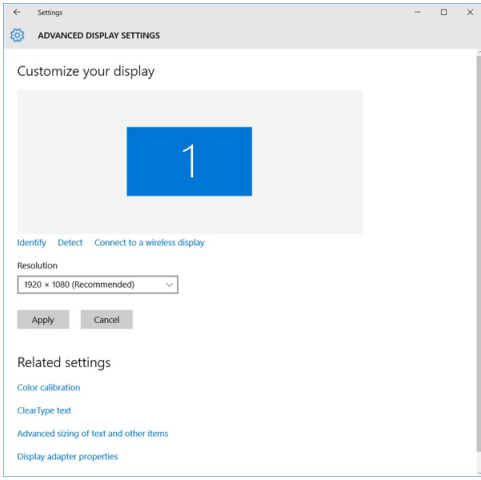 Settings
ADVANCED DISPLAY SETTINGS
Customize your display
1
Identify Detect Connect to a wireless display
Resolution
1920 × 1080 (Recommended)
Apply Cancel
Related settings
Color calibration
ClearType text
Advanced sizing of text and other items
Display adapter properties